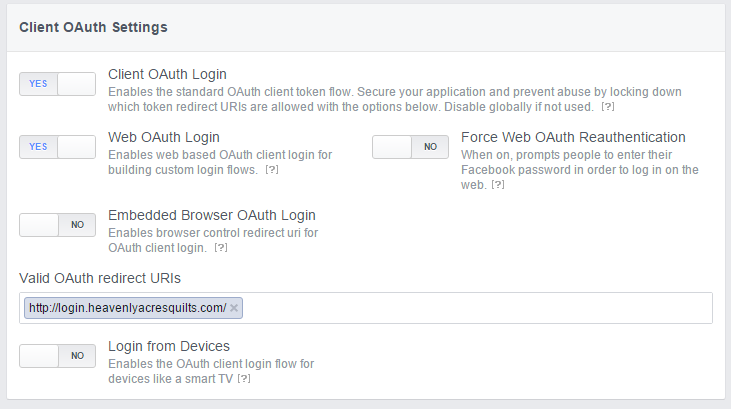 Client OAuth Settings
YES
Client OAuth Login
Enables the standard OAuth client token flow. Secure your application and prevent abuse by locking down
which token redirect URIs are allowed with the options below. Disable globally if not used. [?]
YES
Web OAuth Login
Enables web based OAuth client login for
building custom login flows. [?]
NO
Force Web OAuth Reauthentication
When on, prompts people to enter their
Facebook password in order to log in on the
web. [?]
NO
Embedded Browser OAuth Login
Enables browser control redirect uri for
OAuth client login. [?]
Valid OAuth redirect URIs
http://login.heavenlyacresquilts.com/ ×
NO
Login from Devices
Enables the OAuth client login flow for
devices like a smart TV [?]